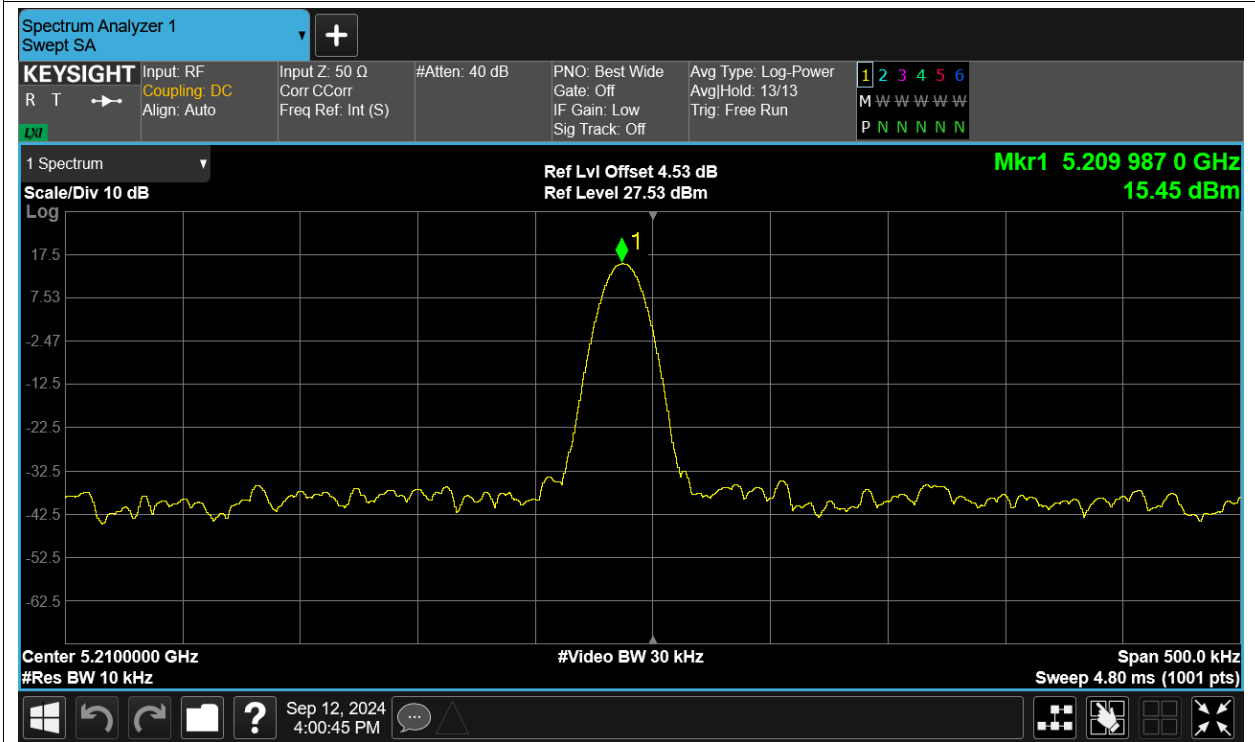 Spectrum Analyzer 1
Swept SA
+
KEYSIGHT
R T
LXI
Input: RF
Coupling: DC
Align: Auto
Input Z: 50 Ω
Corr CCorr
Freq Ref: Int (S)
#Atten: 40 dB
PNO: Best Wide
Gate: Off
IF Gain: Low
Sig Track: Off
Avg Type: Log-Power
Avg|Hold: 13/13
Trig: Free Run
1 2 3 4 5 6
M W W W W W
P N N N N N
1 Spectrum
Scale/Div 10 dB
Log
Ref Lvl Offset 4.53 dB
Ref Level 27.53 dBm
Mkr1 5.209 987 0 GHz
15.45 dBm
1
17.5
7.53
-2.47
-12.5
-22.5
-32.5
-42.5
-52.5
-62.5
Center 5.2100000 GHz
#Res BW 10 kHz
#Video BW 30 kHz
Span 500.0 kHz
Sweep 4.80 ms (1001 pts)
?
Sep 12, 2024
4:00:45 PM